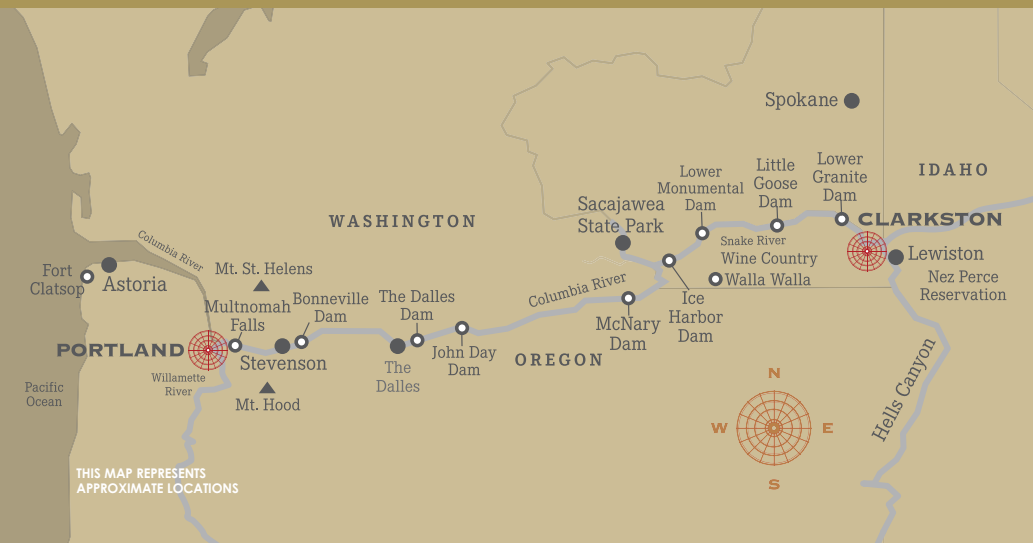 Spokane
Lower
Granite
Dam
Little
Goose
Dam
Lower
Monumental
Dam
IDAHO
Sacajawea
State Park
WASHINGTON
CLARKSTON
Columbia River
Snake River
Wine Country
Lewiston
Fort
Clatsop
Astoria
Mt. St. Helens
Walla Walla
Nez Perce
Reservation
Columbia River
Multnomah
Falls
Bonneville
Dam
The Dalles
Dam
Ice
Harbor
Dam
McNary
Dam
PORTLAND
Stevenson
John Day
Dam
OREGON
The
Dalles
Willamette
River
Pacific
Ocean
Mt. Hood
Hells Canyon
N
W
E
S
THIS MAP REPRESENTS
APPROXIMATE LOCATIONS